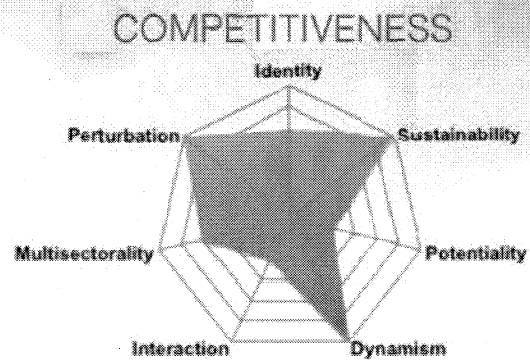 COMPETITIVENESS
Identity
Perturbation
Sustainability
Multisectorality
Potentiality
Interaction
Dynamism